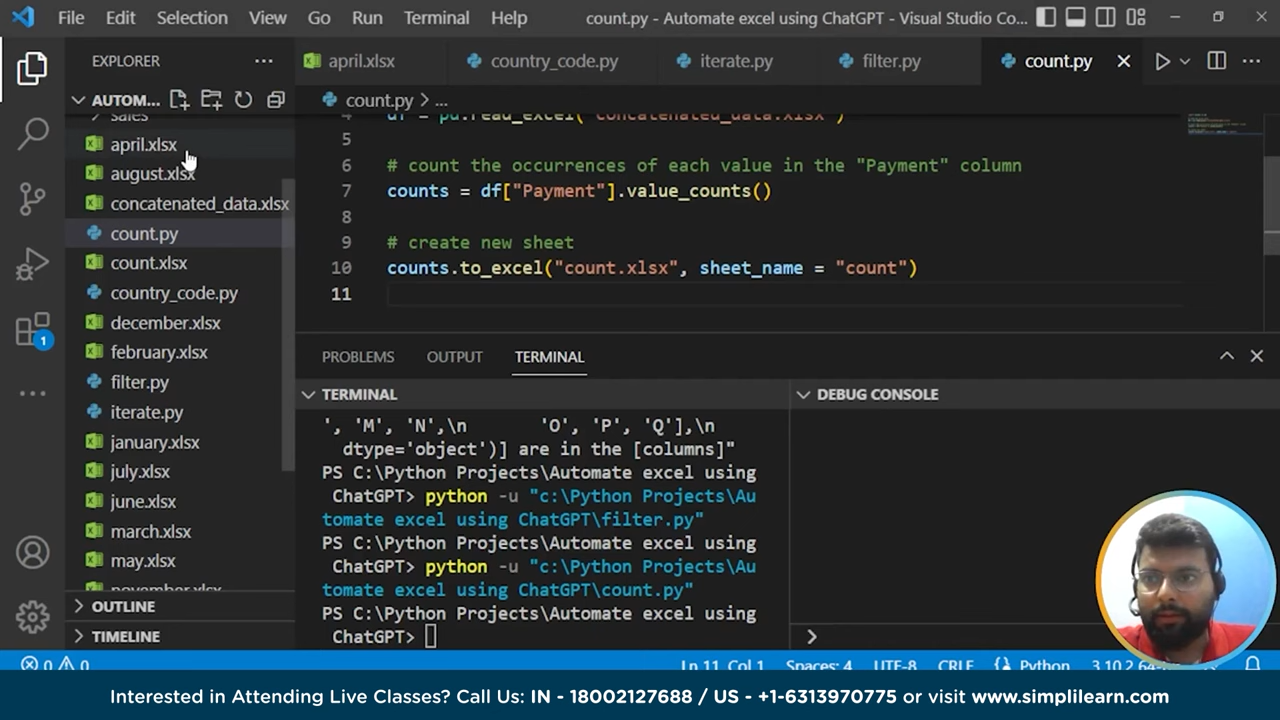 File Edit Selection View Go Run Terminal Help count.py - Automate excel using ChatGPT - Visual Studio Co...
EXPLORER
april.xlsx country_code.py iterate.py filter.py count.py
AUTOM...
count.py > ...
sales
april.xlsx
august.xlsx
concatenated_data.xlsx
count.py
count.xlsx
country_code.py
december.xlsx
february.xlsx
filter.py
iterate.py
january.xlsx
july.xlsx
june.xlsx
march.xlsx
may.xlsx
november.xlsx
OUTLINE
TIMELINE
1
4 df = pd.read_excel("concatenated_data.xlsx")
5
6 # count the occurrences of each value in the "Payment" column
7 counts = df["Payment"].value_counts()
8
9 # create new sheet
10 counts.to_excel("count.xlsx", sheet_name = "count")
11
PROBLEMS OUTPUT TERMINAL
TERMINAL
', 'M', 'N',\n 'O', 'P', 'Q'],\n
dtype='object')] are in the [columns]"
PS C:\Python Projects\Automate excel using
ChatGPT> python -u "c:\Python Projects\Au
tomate excel using ChatGPT\filter.py"
PS C:\Python Projects\Automate excel using
ChatGPT> python -u "c:\Python Projects\Au
tomate excel using ChatGPT\count.py"
PS C:\Python Projects\Automate excel using
ChatGPT>
DEBUG CONSOLE
>
0 0 Ln 11, Col 1 Spaces: 4 UTF-8 CRLF Python 3.10.2 64-
Interested in Attending Live Classes? Call Us: IN - 18002127688 / US - +1-6313970775 or visit www.simplilearn.com